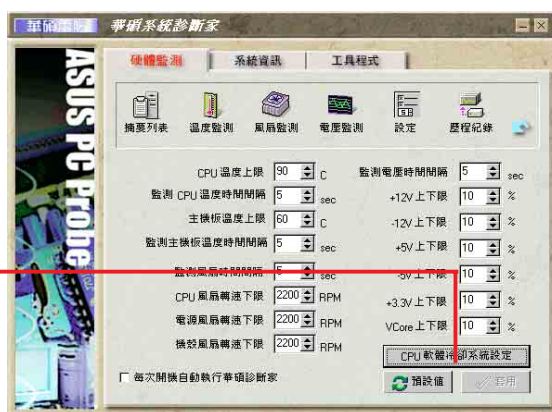 華碩系統診斷家
硬體監測 系統資訊 工具程式
摘要列表 溫度監測 風扇監測 電壓監測 設定 歷程紀錄
ASUS PC Probe
CPU 溫度上限 90 C
監測 CPU 溫度時間間隔 5 sec
主機板溫度上限 60 C
監測主機板溫度時間間隔 5 sec
監測風扇時間間隔 5 sec
CPU 風扇轉速下限 2200 RPM
電源風扇轉速下限 2200 RPM
機殼風扇轉速下限 2200 RPM
監測電壓時間間隔 5 sec
+12V 上下限 10 %
-12V 上下限 10 %
+5V 上下限 10 %
-5V 上下限 10 %
+3.3V 上下限 10 %
VCore 上下限 10 %
CPU 軟體冷卻系統設定
每次開機自動執行華碩診斷家
預設值 套用